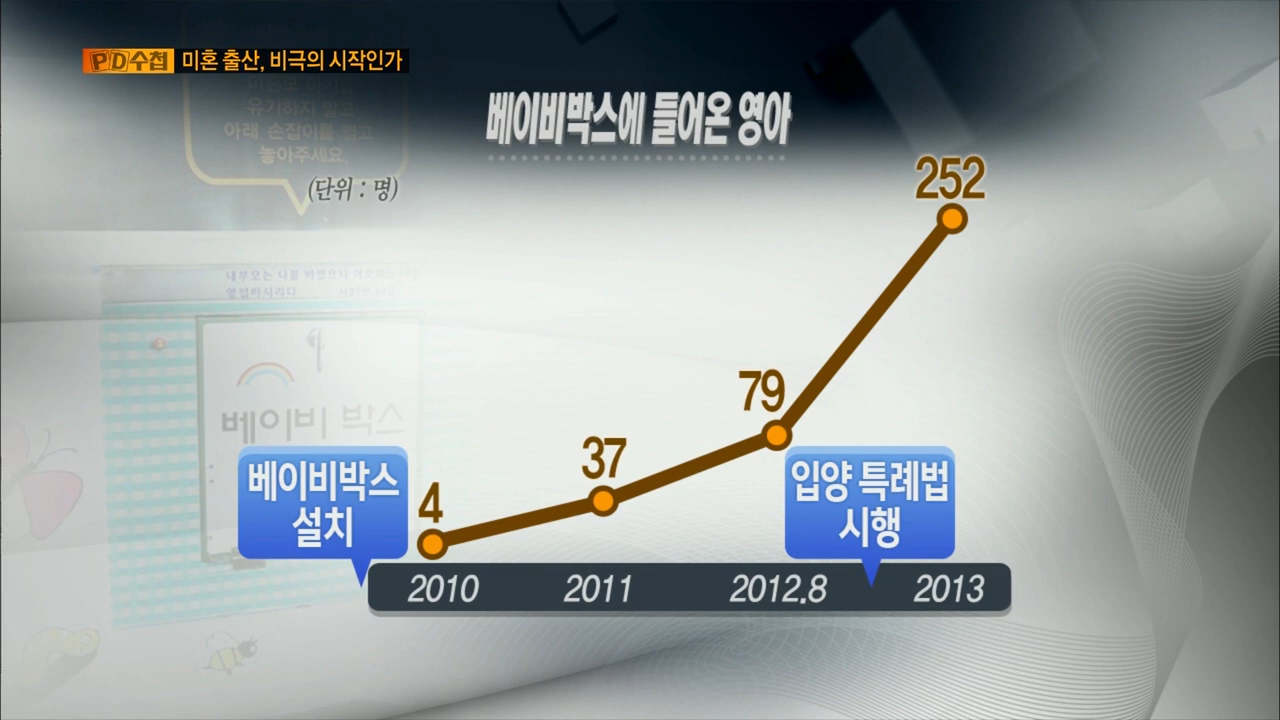 PD수첩 미혼 출산, 비극의 시작인가
베이비박스에 들어온 영아
유기하지 말고
아래 손잡이를 열고
놓아주세요.
(단위 : 명)
252
79
37
4
베이비 박스
베이비박스
설치
입양 특례법
시행
2010 2011 2012.8 2013